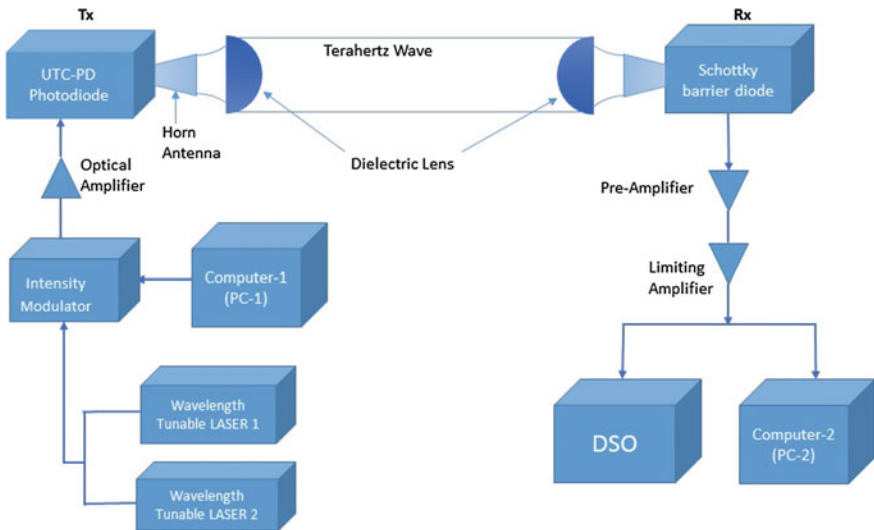 Tx
Rx
UTC-PD
Photodiode
Terahertz Wave
Schottky
barrier diode
Horn
Antenna
Dielectric Lens
Optical
Amplifier
Pre-Amplifier
Intensity
Modulator
Computer-1
(PC-1)
Limiting
Amplifier
Wavelength
Tunable LASER 1
Wavelength
Tunable LASER 2
DSO
Computer-2
(PC-2)